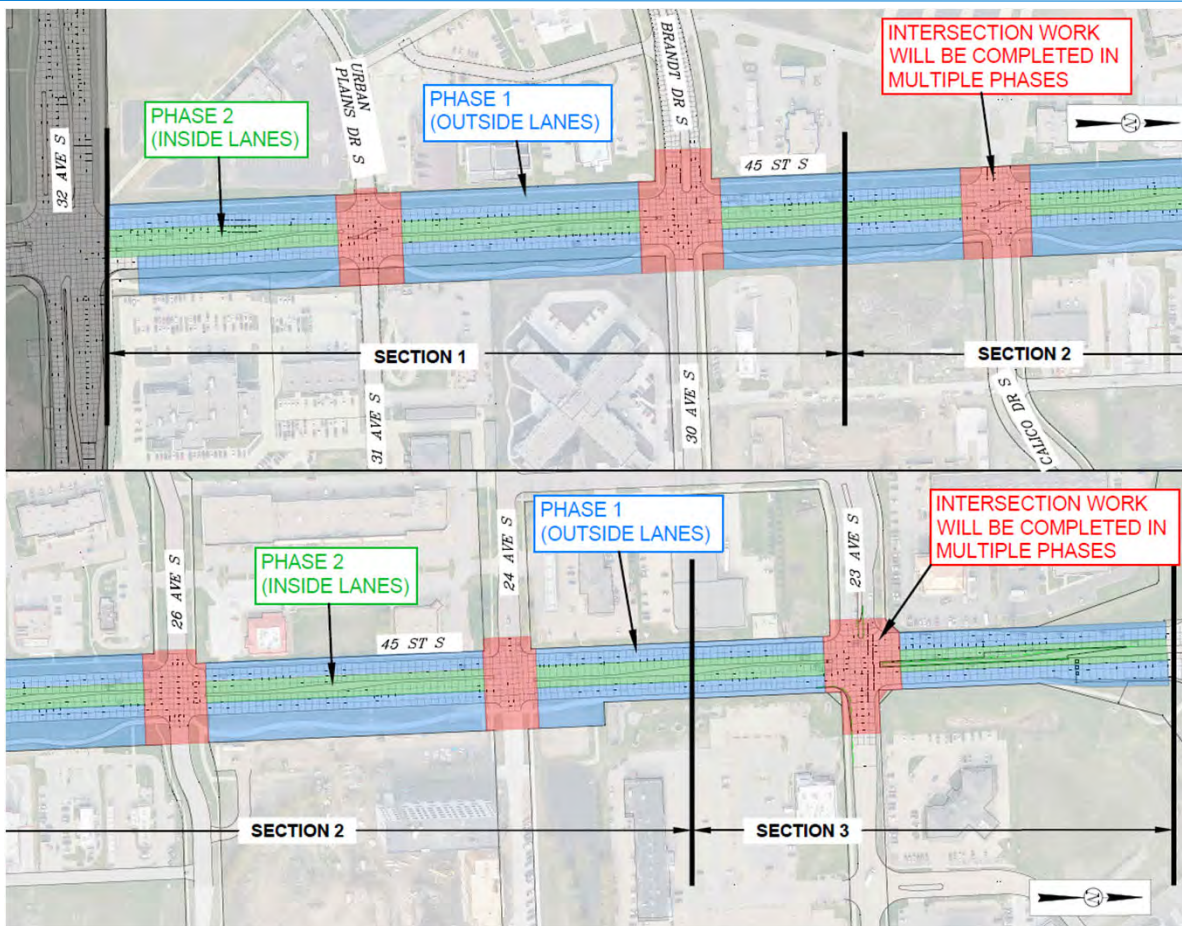 32 AVE S
PHASE 2
(INSIDE LANES)
URBAN
PLAINS DR S
PHASE 1
(OUTSIDE LANES)
BRANDT DR S
45 ST S
INTERSECTION WORK
WILL BE COMPLETED IN
MULTIPLE PHASES
N
SECTION 1
SECTION 2
31 AVE S
30 AVE S
CALICO DR S
26 AVE S
PHASE 2
(INSIDE LANES)
45 ST S
24 AVE S
PHASE 1
(OUTSIDE LANES)
23 AVE S
INTERSECTION WORK
WILL BE COMPLETED IN
MULTIPLE PHASES
SECTION 2
SECTION 3
N